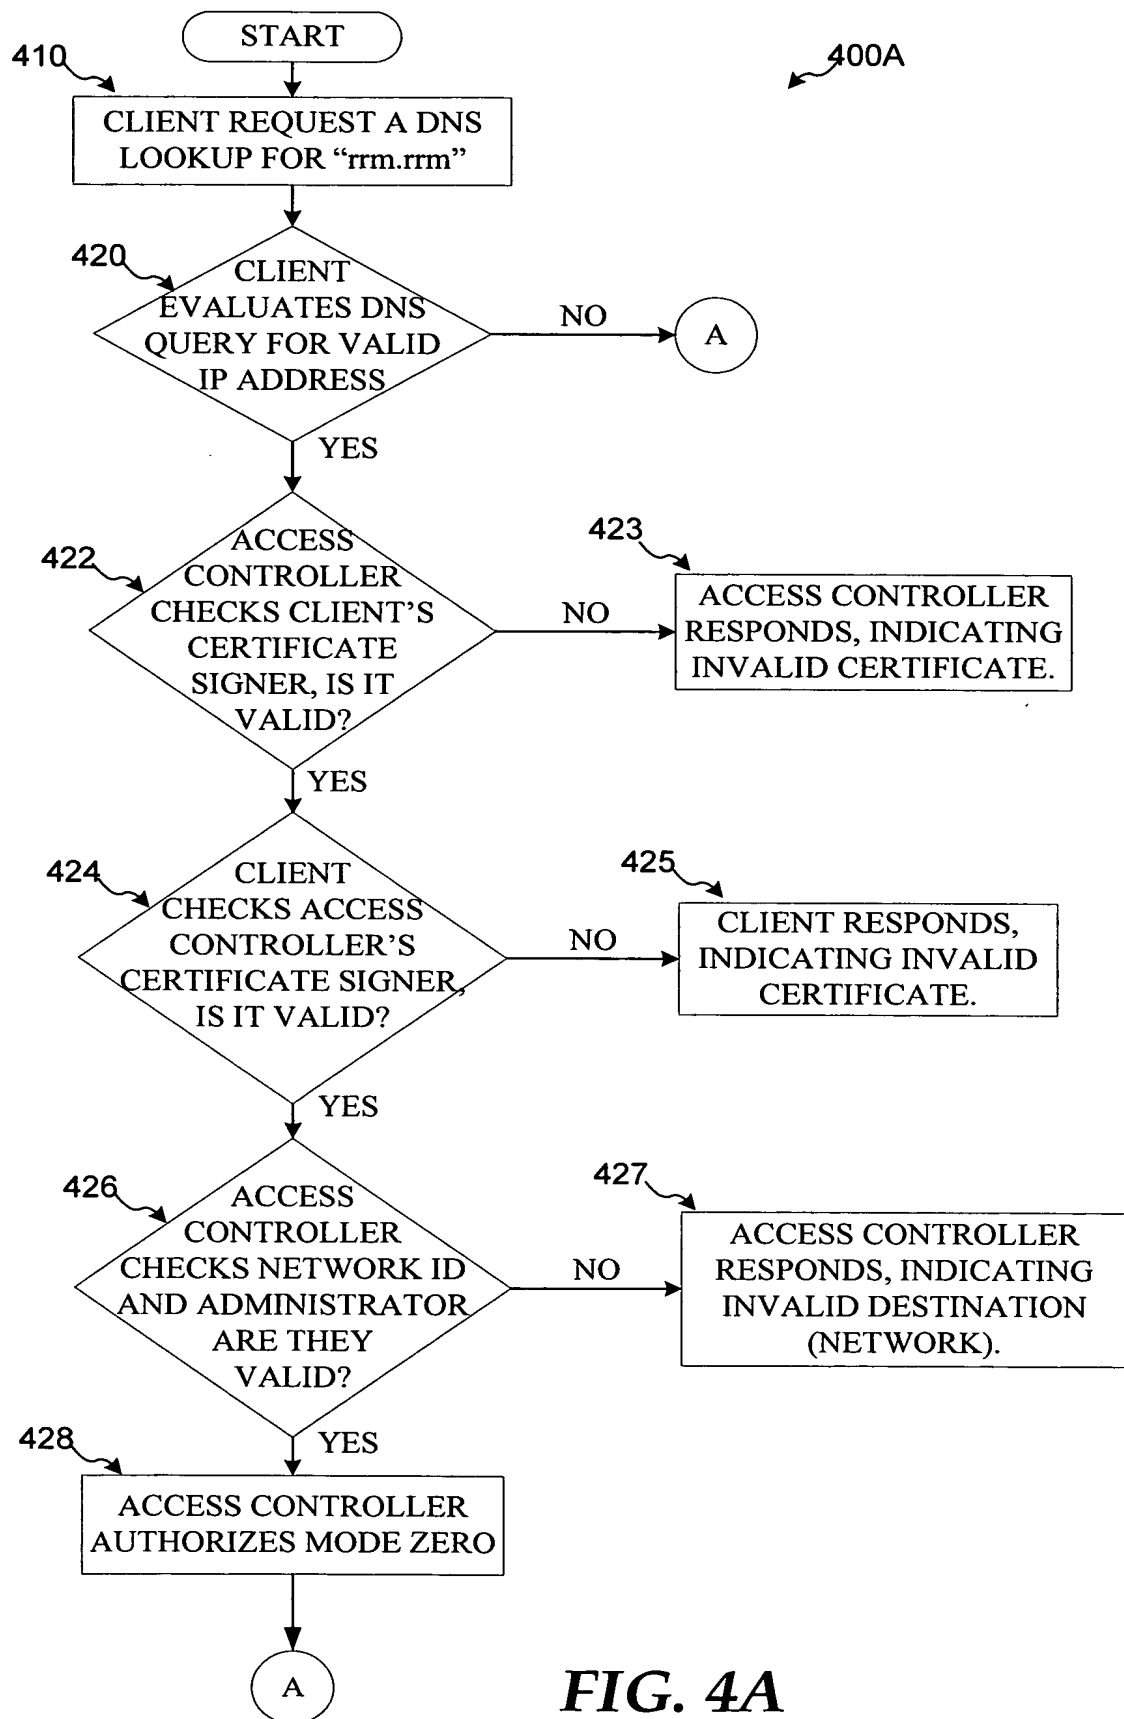 START
410
400A
CLIENT REQUEST A DNS
LOOKUP FOR “rrm.rrm”
420
CLIENT
EVALUATES DNS
QUERY FOR VALID
IP ADDRESS
NO
A
YES
422
ACCESS
CONTROLLER
CHECKS CLIENT’S
CERTIFICATE
SIGNER, IS IT
VALID?
NO
423
ACCESS CONTROLLER
RESPONDS, INDICATING
INVALID CERTIFICATE.
YES
424
CLIENT
CHECKS ACCESS
CONTROLLER’S
CERTIFICATE SIGNER,
IS IT VALID?
NO
425
CLIENT RESPONDS,
INDICATING INVALID
CERTIFICATE.
YES
426
ACCESS
CONTROLLER
CHECKS NETWORK ID
AND ADMINISTRATOR
ARE THEY
VALID?
NO
427
ACCESS CONTROLLER
RESPONDS, INDICATING
INVALID DESTINATION
(NETWORK).
YES
428
ACCESS CONTROLLER
AUTHORIZES MODE ZERO
A
FIG. 4A